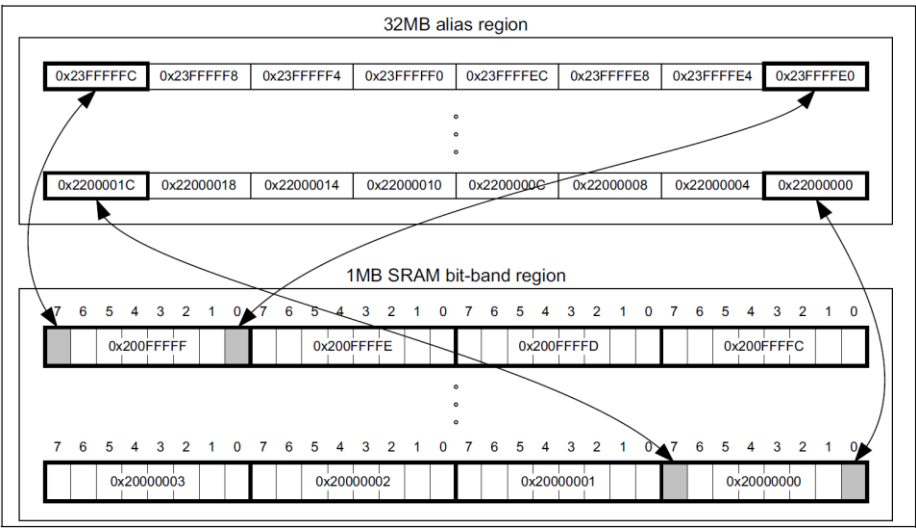 32MB alias region
0x23FFFFFC 0x23FFFFF8 0x23FFFFF4 0x23FFFFF0 0x23FFFFEC 0x23FFFFE8 0x23FFFFE4 0x23FFFFE0
0x2200001C 0x22000018 0x22000014 0x22000010 0x2200000C 0x22000008 0x22000004 0x22000000
1MB SRAM bit-band region
7 6 5 4 3 2 1 0 7 6 5 4 3 2 1 0 7 6 5 4 3 2 1 0 7 6 5 4 3 2 1 0
0x200FFFFF 0x200FFFFE 0x200FFFFD 0x200FFFFC
7 6 5 4 3 2 1 0 7 6 5 4 3 2 1 0 7 6 5 4 3 2 1 0 7 6 5 4 3 2 1 0
0x20000003 0x20000002 0x20000001 0x20000000